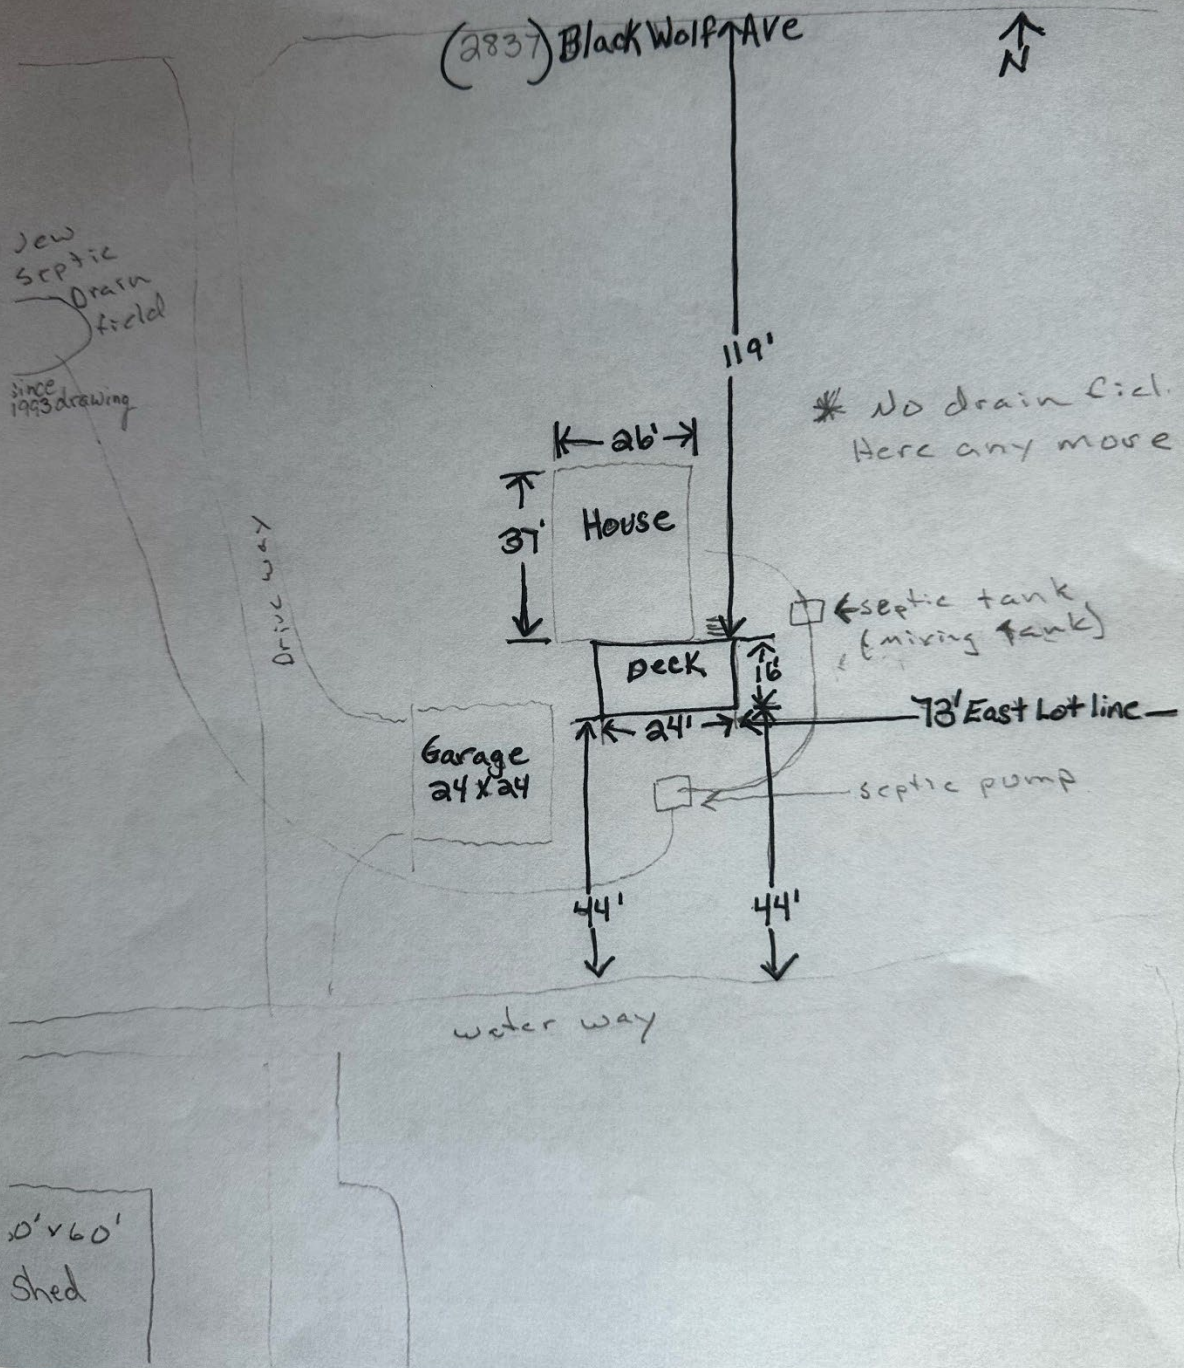 (2837) Black Wolf Ave
N
Jew
Septic
Drain
field
since
1993 drawing
119'
* No drain fiel.
Here any more
26'
37'
House
Drive way
septic tank
(mixing tank)
Deck
16'
73' East Lot line
24'
Garage
24 x 24
septic pump
44'
44'
water way
0' x 60'
Shed